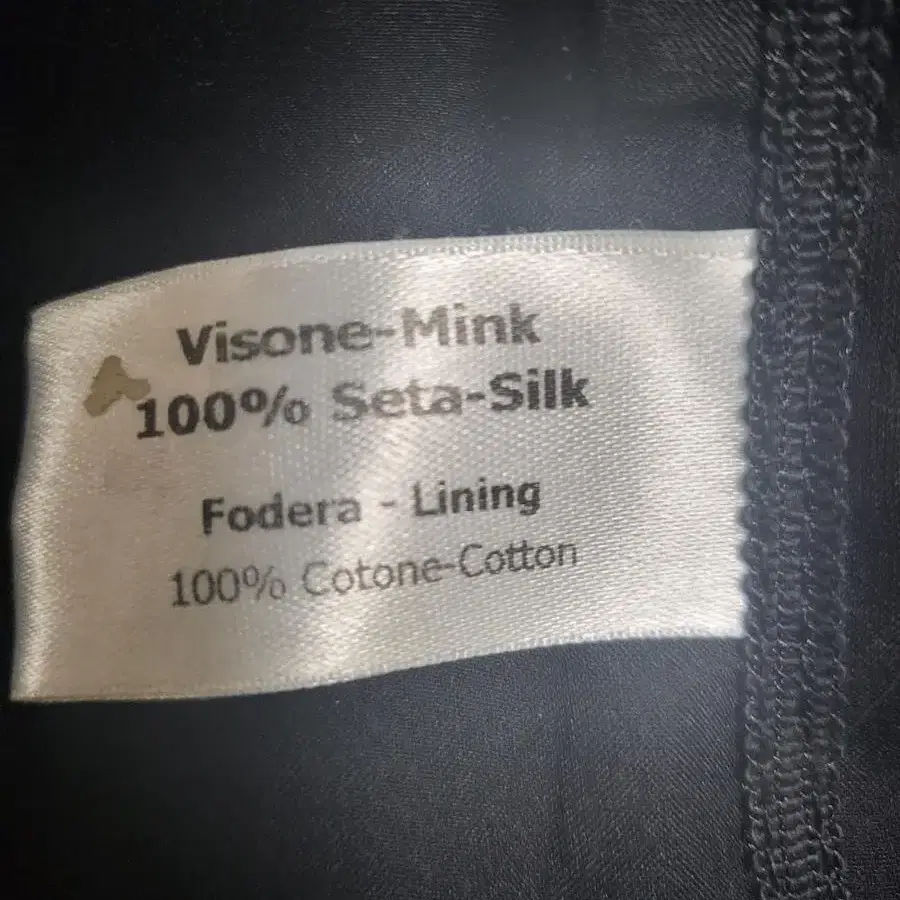 Visone-Mink
100% Seta-Silk
Fodera - Lining
100% Cotone-Cotton